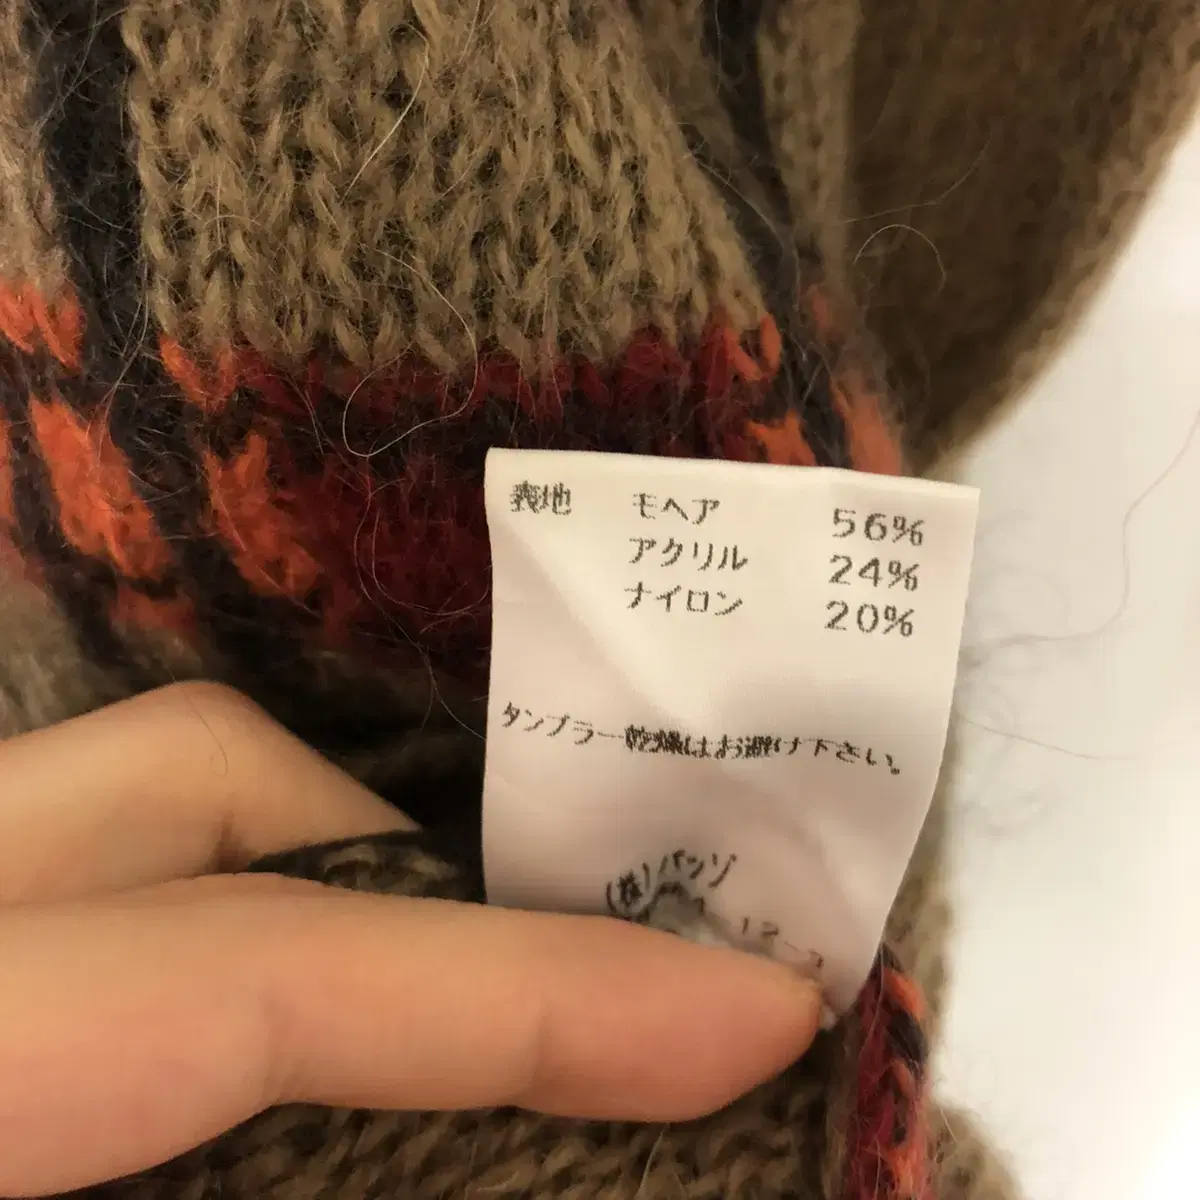 表地 モヘア 56%
アクリル 24%
ナイロン 20%
タンブラー乾燥はお避け下さい。
(株)バンゾ
12-